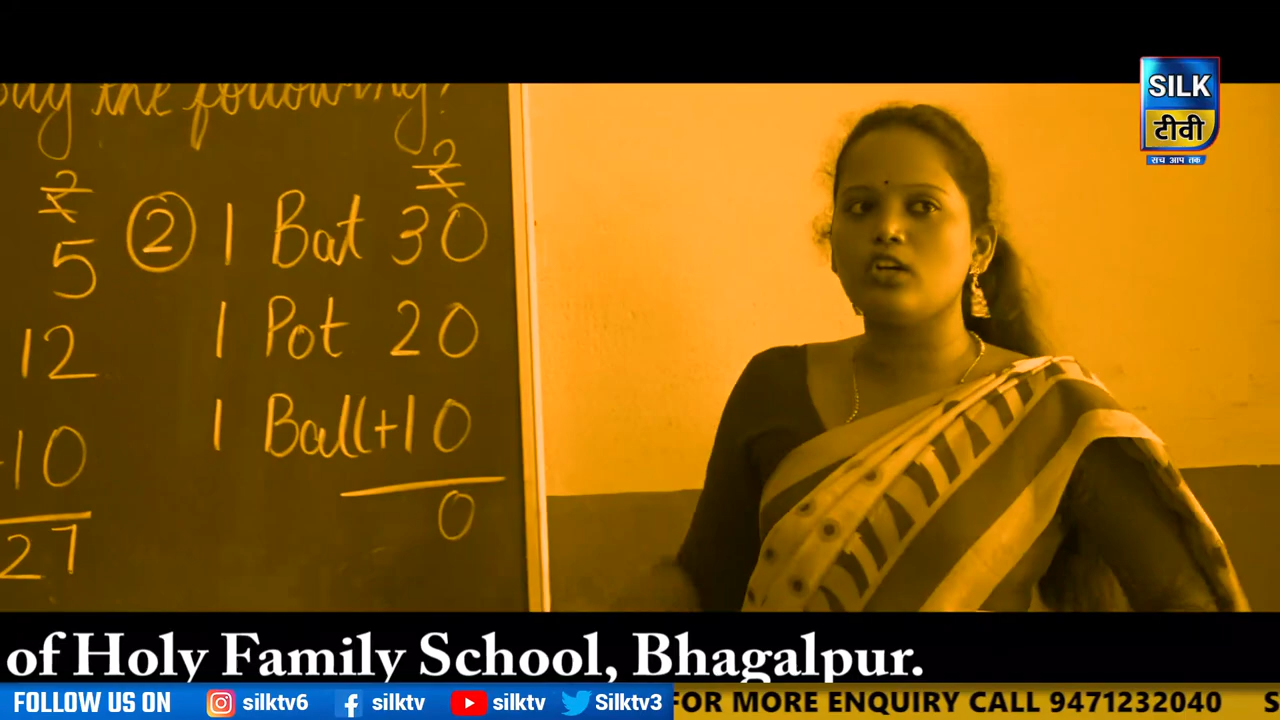 SILK
टीवी
सच आप तक
the following?
2
5
12
10
27
2
② 1 Bat 30
1 Pot 20
1 Ball +10
0
of Holy Family School, Bhagalpur.
FOLLOW US ON silktv6 silktv silktv Silktv3 FOR MORE ENQUIRY CALL 9471232040 S